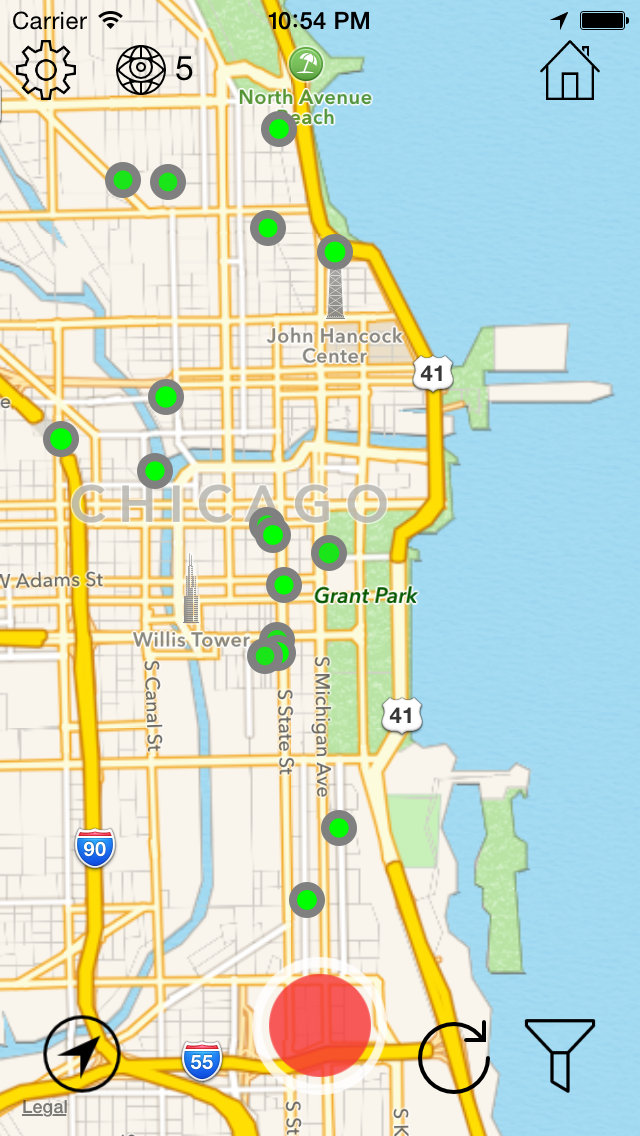 Carrier 10:54 PM
5
North Avenue
Beach
John Hancock
Center
41
e
CHICAGO
W Adams St
Grant Park
Willis Tower
S Canal St
S State St
S Michigan Ave
41
90
55
Legal
S St
S K